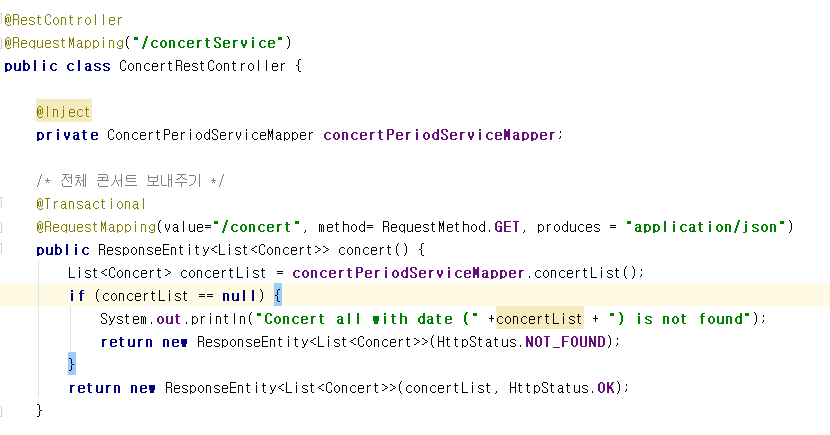 @RestController
@RequestMapping("/concertService")
public class ConcertRestController {
@Inject
private ConcertPeriodServiceMapper concertPeriodServiceMapper;
/* 전체 콘서트 보내주기 */
@Transactional
@RequestMapping(value="/concert", method= RequestMethod.GET, produces = "application/json")
public ResponseEntity<List<Concert>> concert() {
List<Concert> concertList = concertPeriodServiceMapper.concertList();
if (concertList == null) {
System.out.println("Concert all with date (" +concertList + ") is not found");
return new ResponseEntity<List<Concert>>(HttpStatus.NOT_FOUND);
}
return new ResponseEntity<List<Concert>>(concertList, HttpStatus.OK);
}